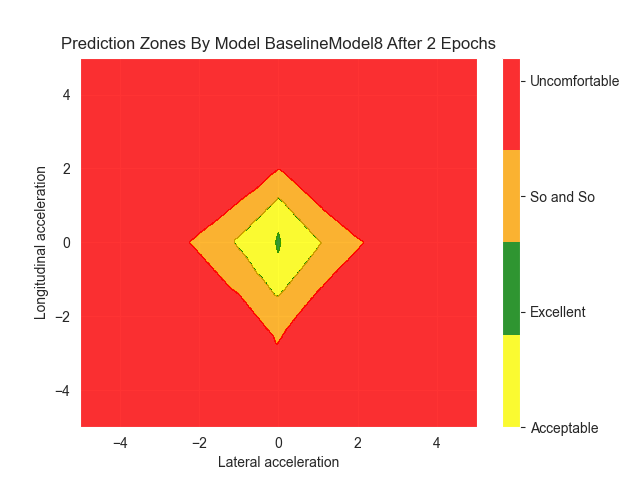 Prediction Zones By Model BaselineModel8 After 2 Epochs
Uncomfortable
So and So
Excellent
Acceptable
Longitudinal acceleration
4
2
0
−2
−4
−4
−2
0
2
4
Lateral acceleration